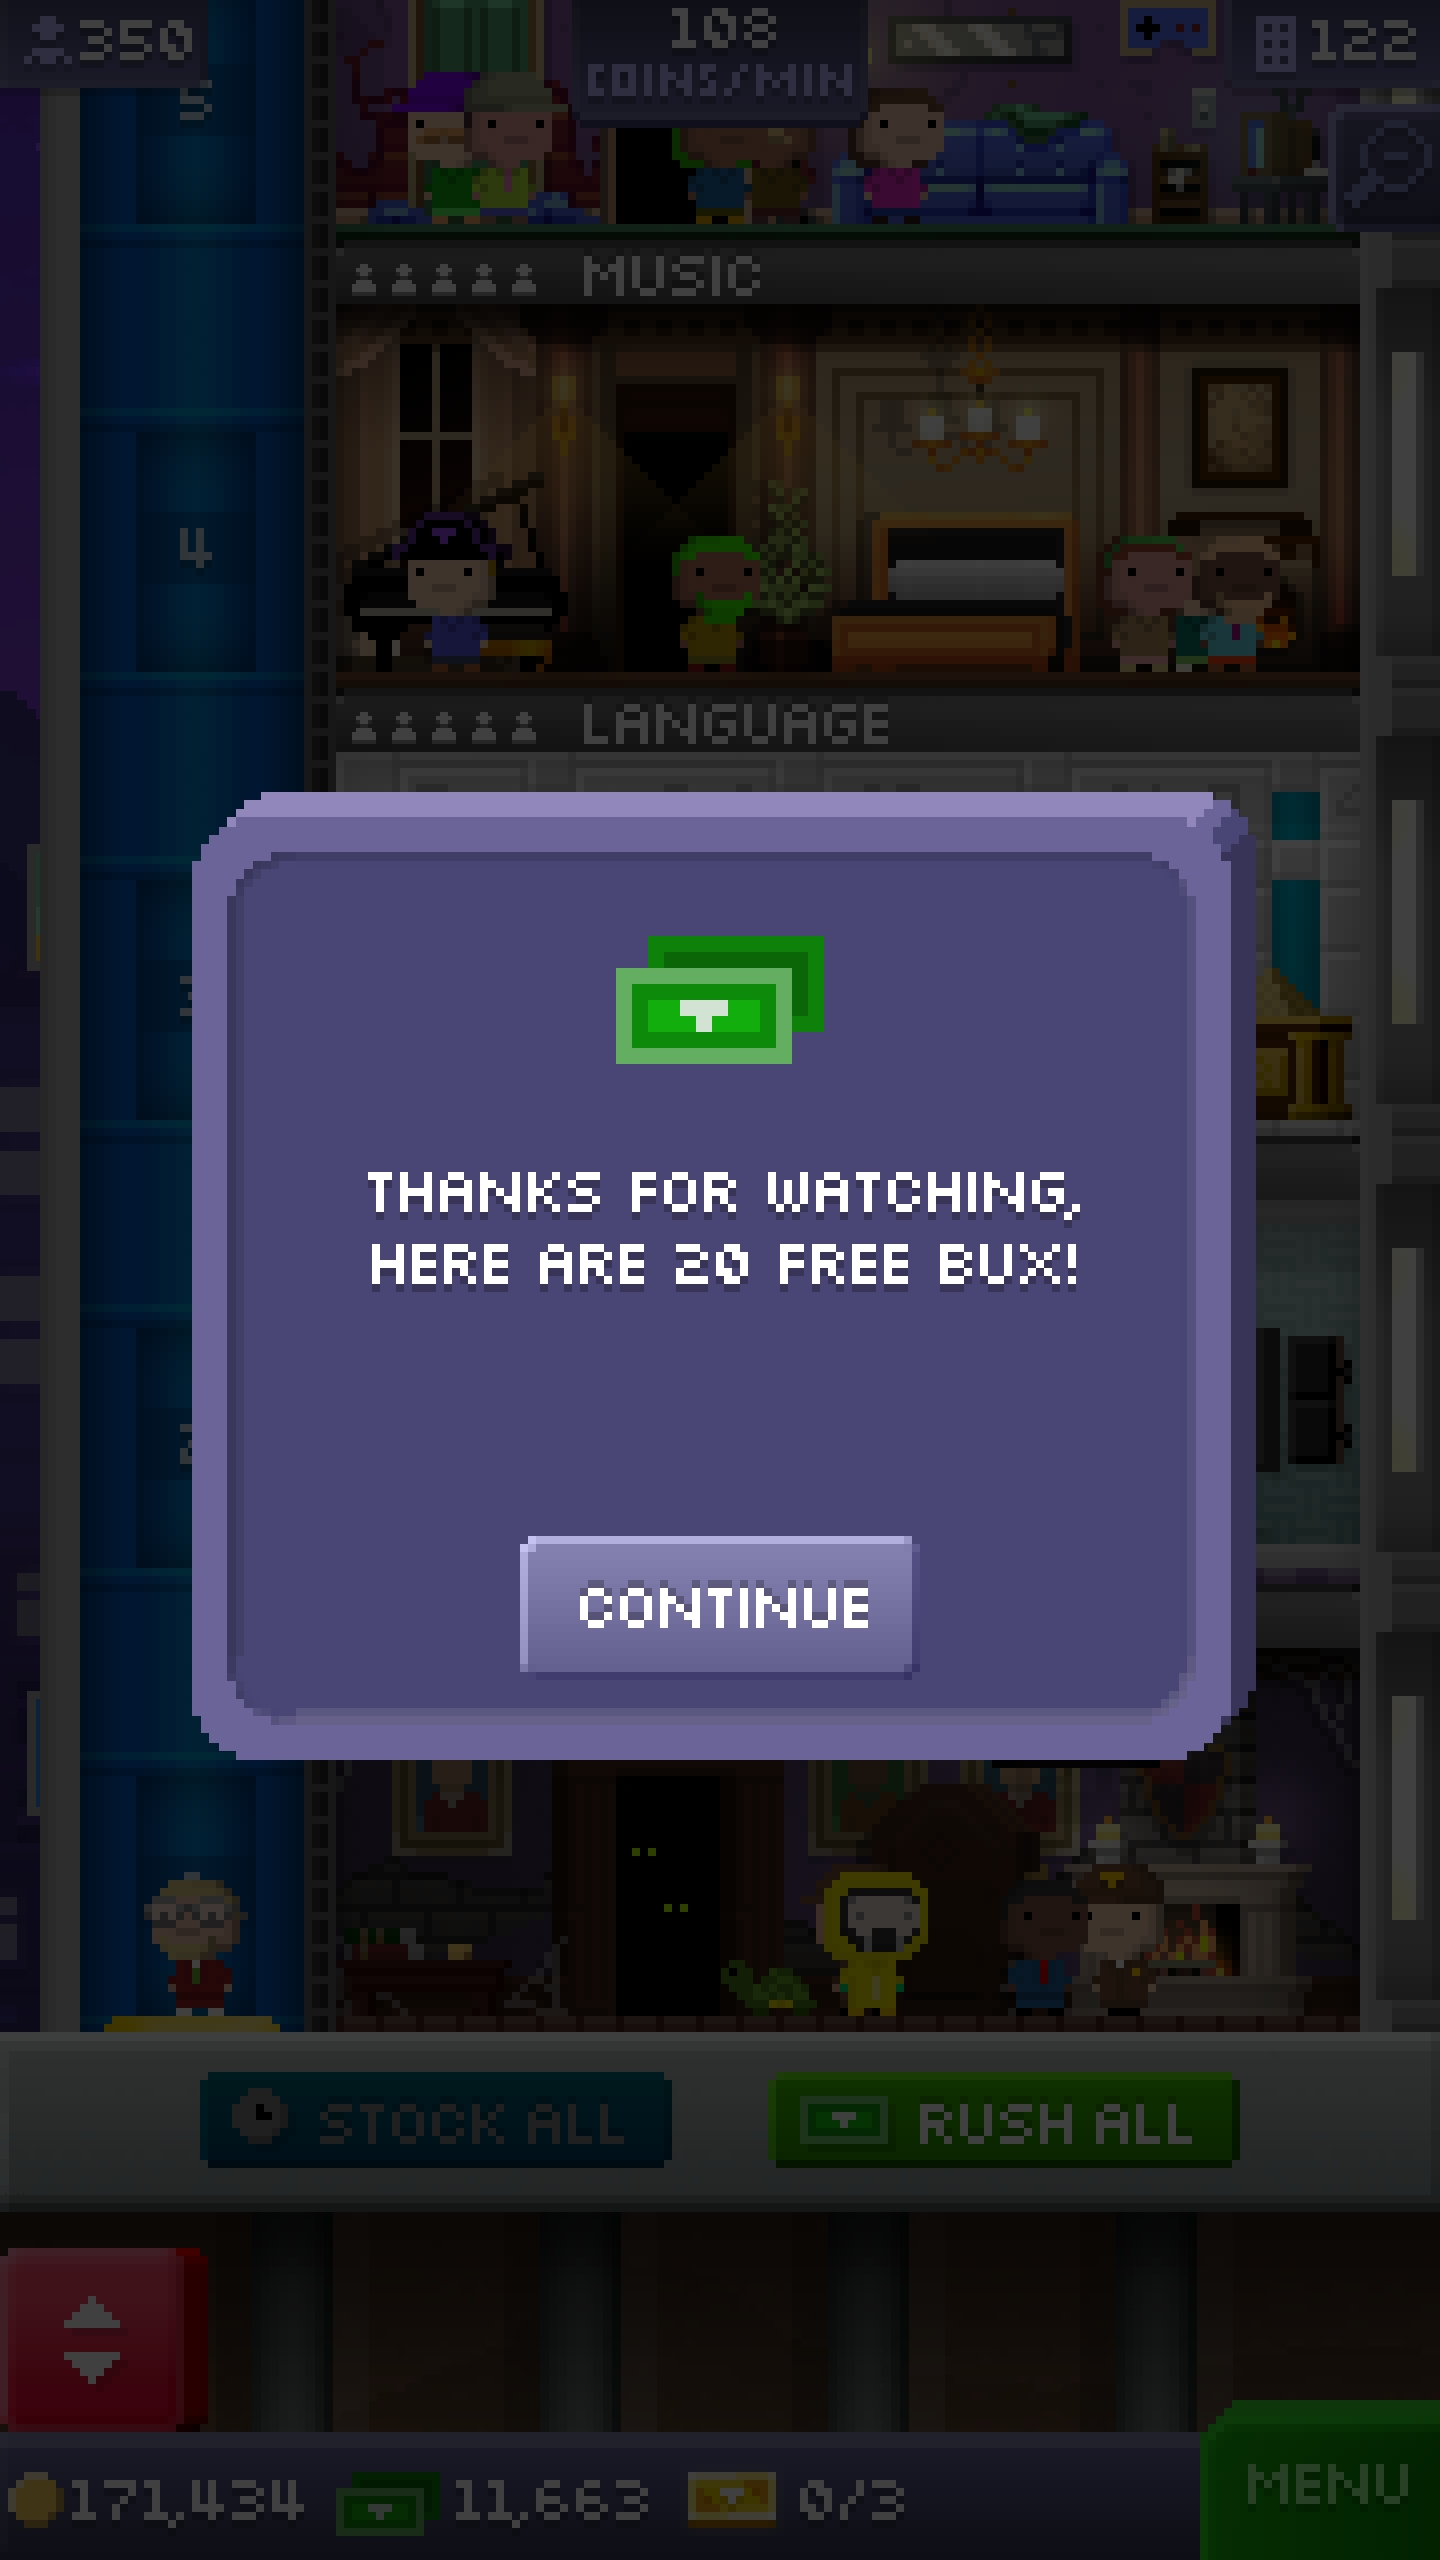 350
108
COINS/MIN
122
5
MUSIC
4
LANGUAGE
THANKS FOR WATCHING,
HERE ARE 20 FREE BUX!
CONTINUE
STOCK ALL
RUSH ALL
171,434
11,663
0/3
MENU